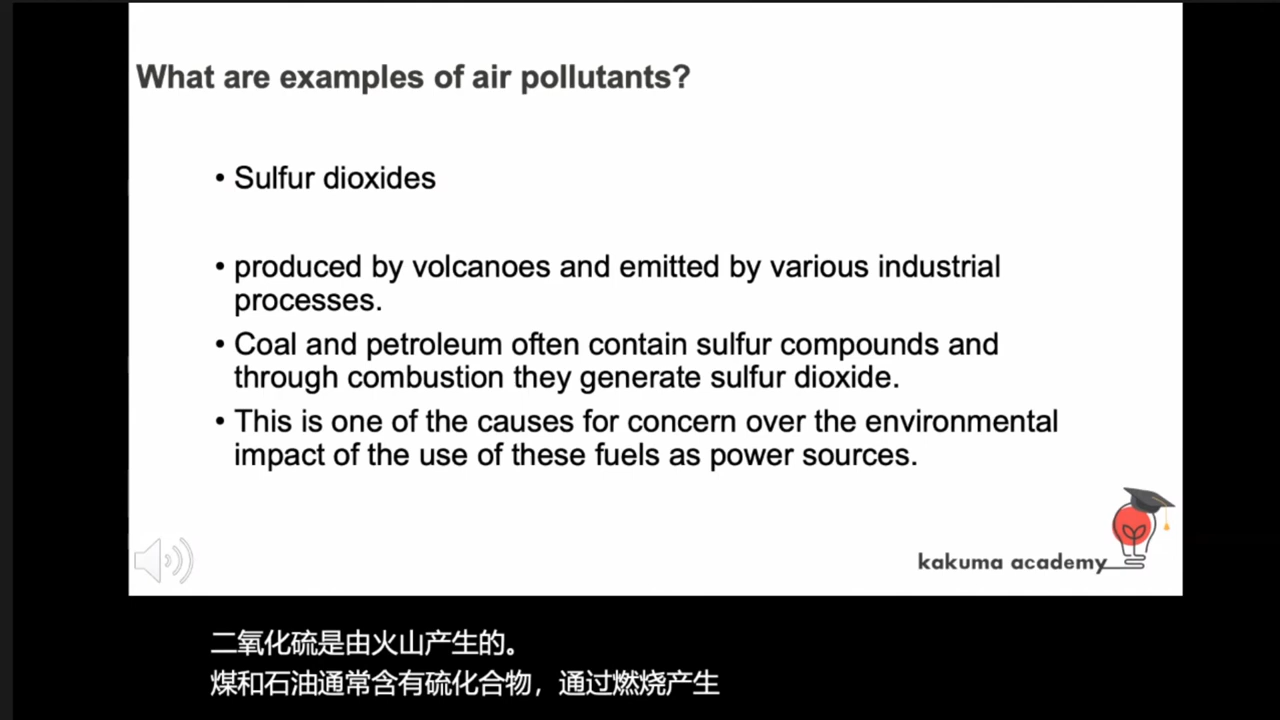 What are examples of air pollutants?
• Sulfur dioxides
• produced by volcanoes and emitted by various industrial
processes.
• Coal and petroleum often contain sulfur compounds and
through combustion they generate sulfur dioxide.
• This is one of the causes for concern over the environmental
impact of the use of these fuels as power sources.
kakuma academy
二氧化硫是由火山产生的。
煤和石油通常含有硫化合物，通过燃烧产生